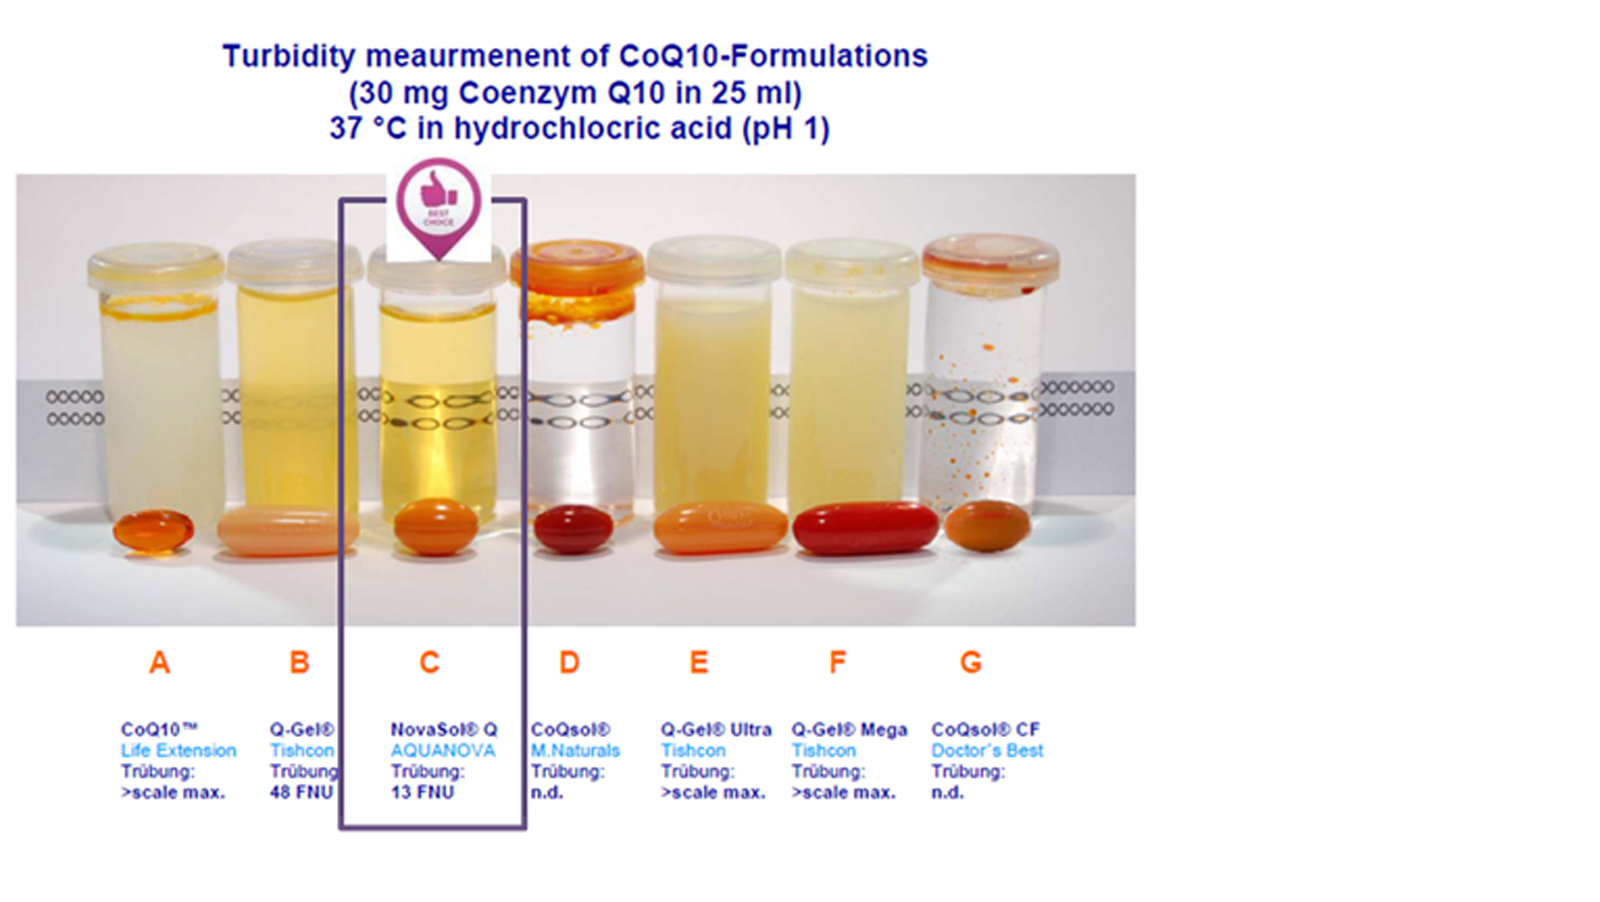 Turbidity meaurmenent of CoQ10-Formulations
(30 mg Coenzym Q10 in 25 ml)
37 °C in hydrochlocric acid (pH 1)
BEST
CHOICE
A B C D E F G
CoQ10™ Q-Gel® NovaSol® Q CoQsol® Q-Gel® Ultra Q-Gel® Mega CoQsol® CF
Life Extension Tishcon AQUANOVA M.Naturals Tishcon Tishcon Doctor's Best
Trübung: Trübung Trübung: Trübung: Trübung: Trübung: Trübung:
>scale max. 48 FNU 13 FNU n.d. >scale max. >scale max. n.d.